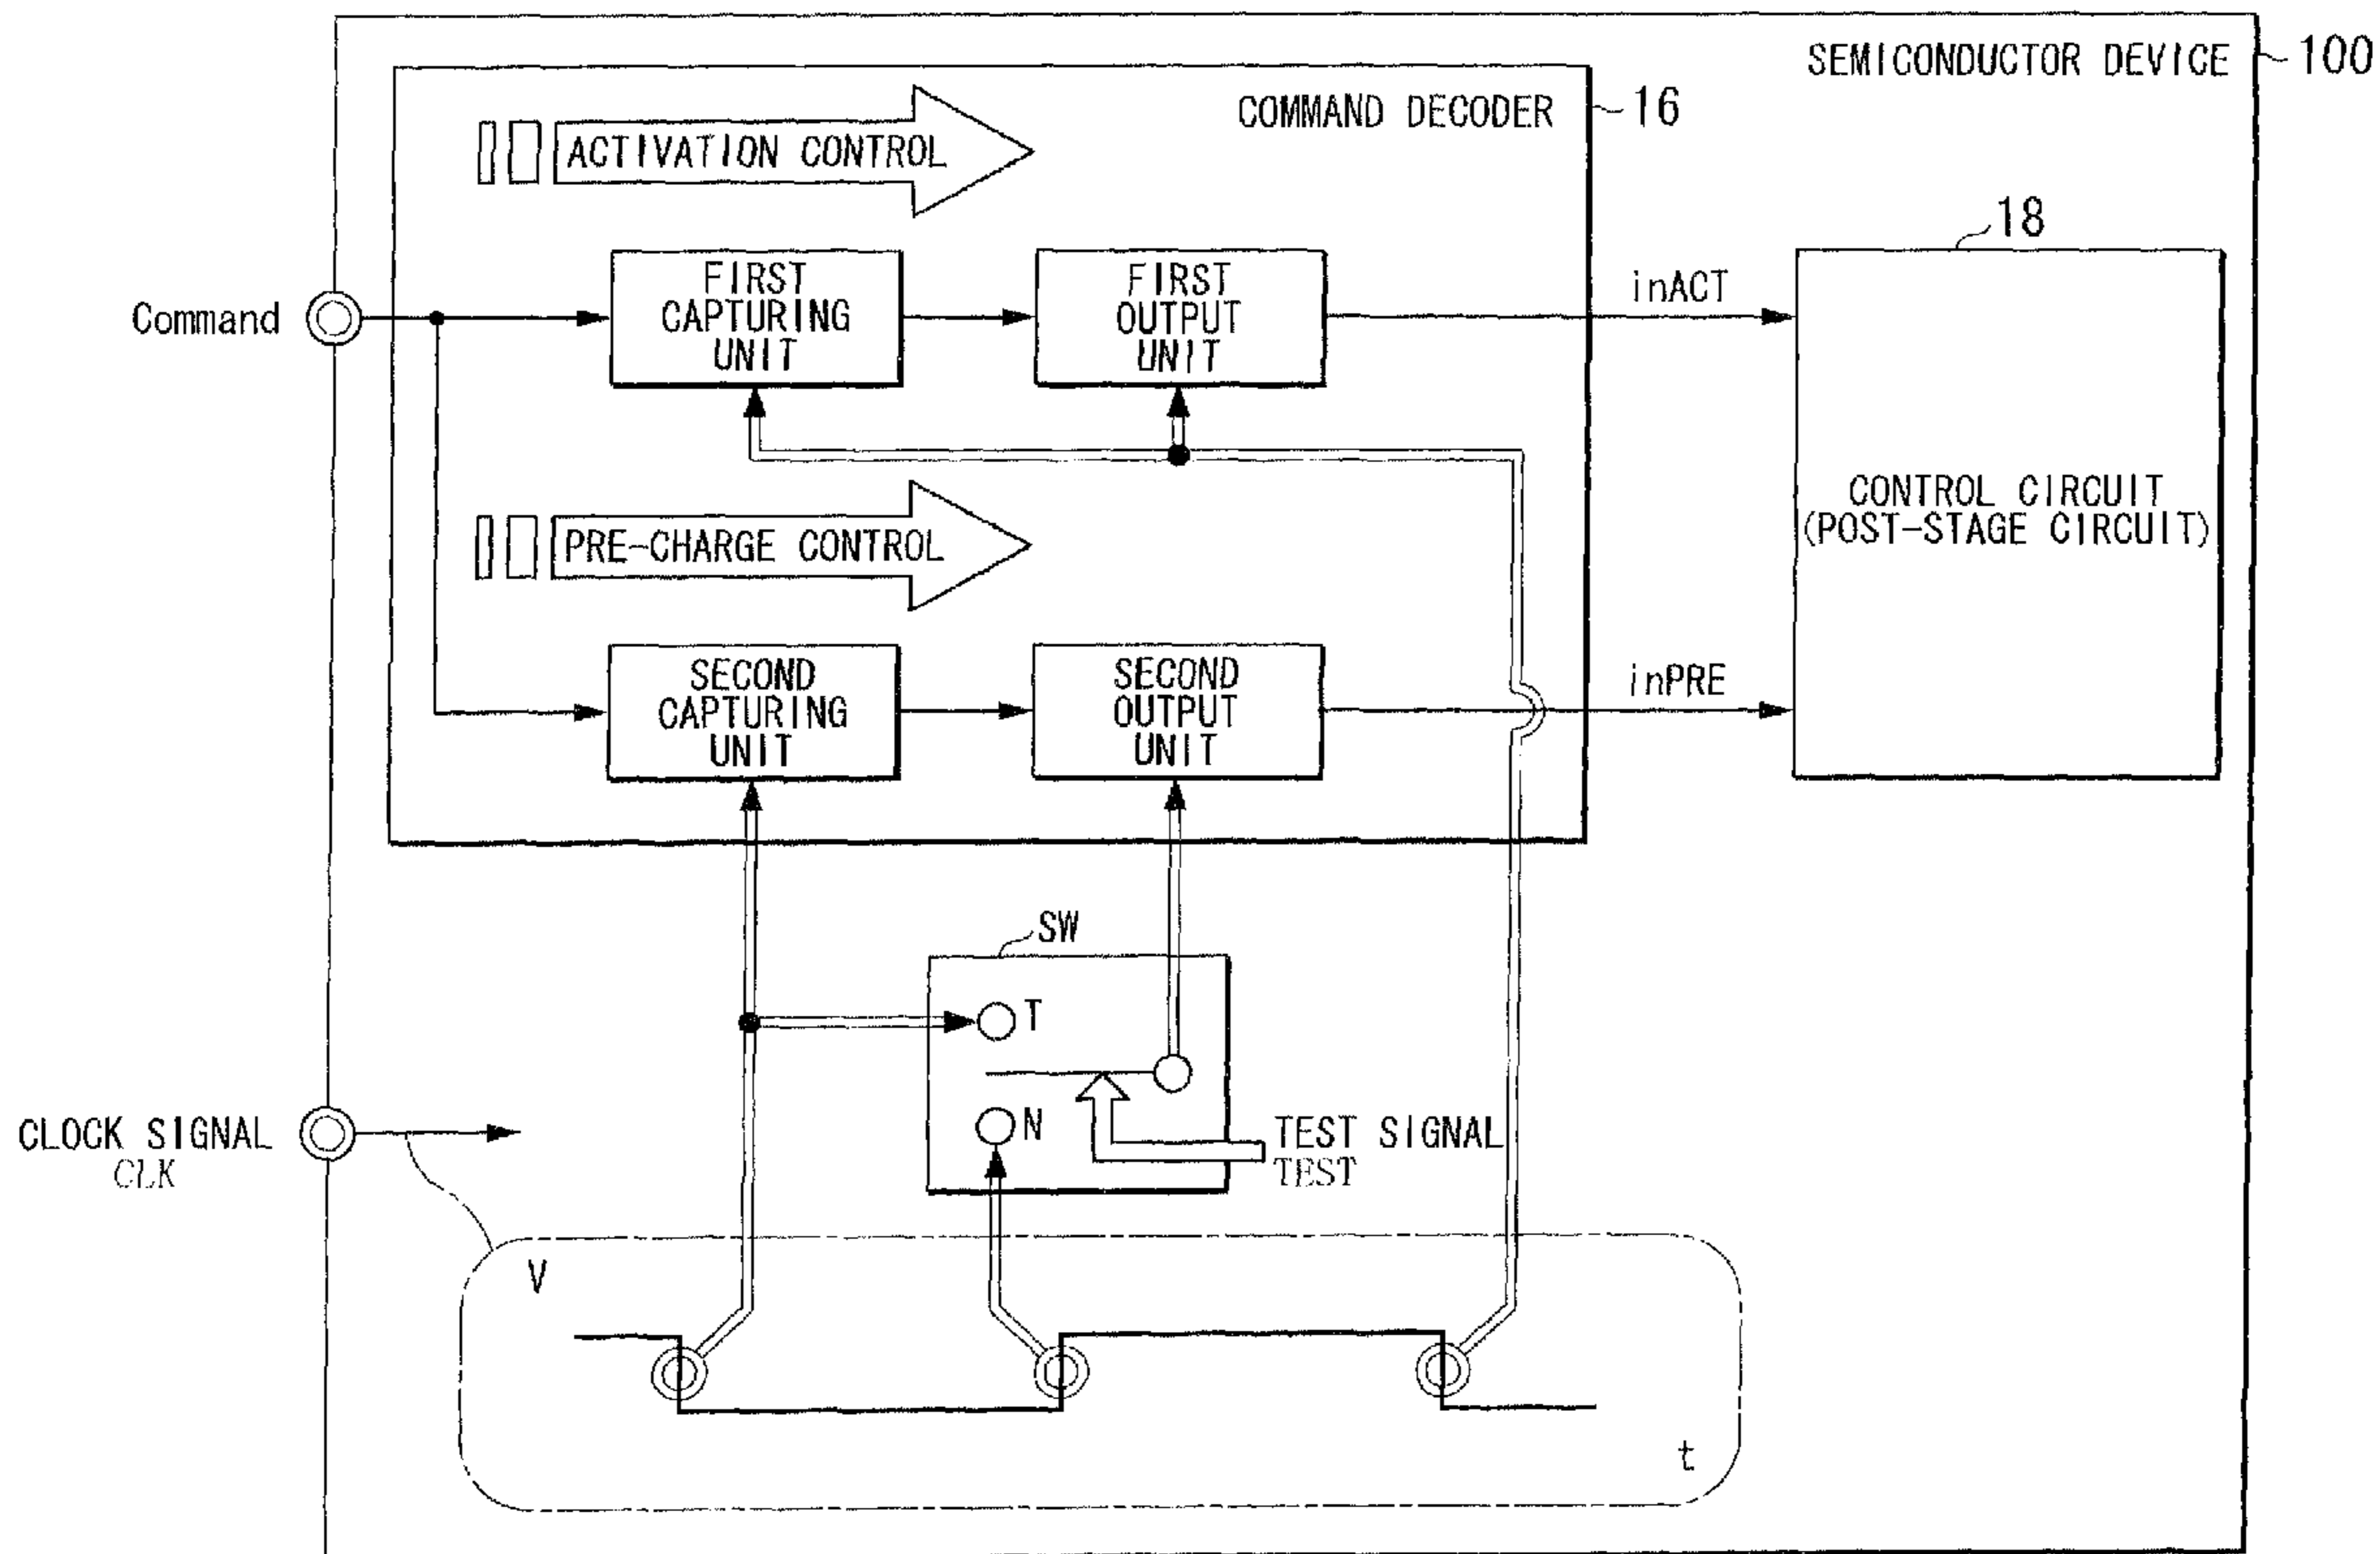 SEMICONDUCTOR DEVICE
100
COMMAND DECODER
16
ACTIVATION CONTROL
18
FIRST
CAPTURING
UNIT
FIRST
OUTPUT
UNIT
inACT
Command
CONTROL CIRCUIT
(POST-STAGE CIRCUIT)
PRE-CHARGE CONTROL
SECOND
CAPTURING
UNIT
SECOND
OUTPUT
UNIT
inPRE
SW
T
N
CLOCK SIGNAL
CLK
TEST SIGNAL
TEST
V
t